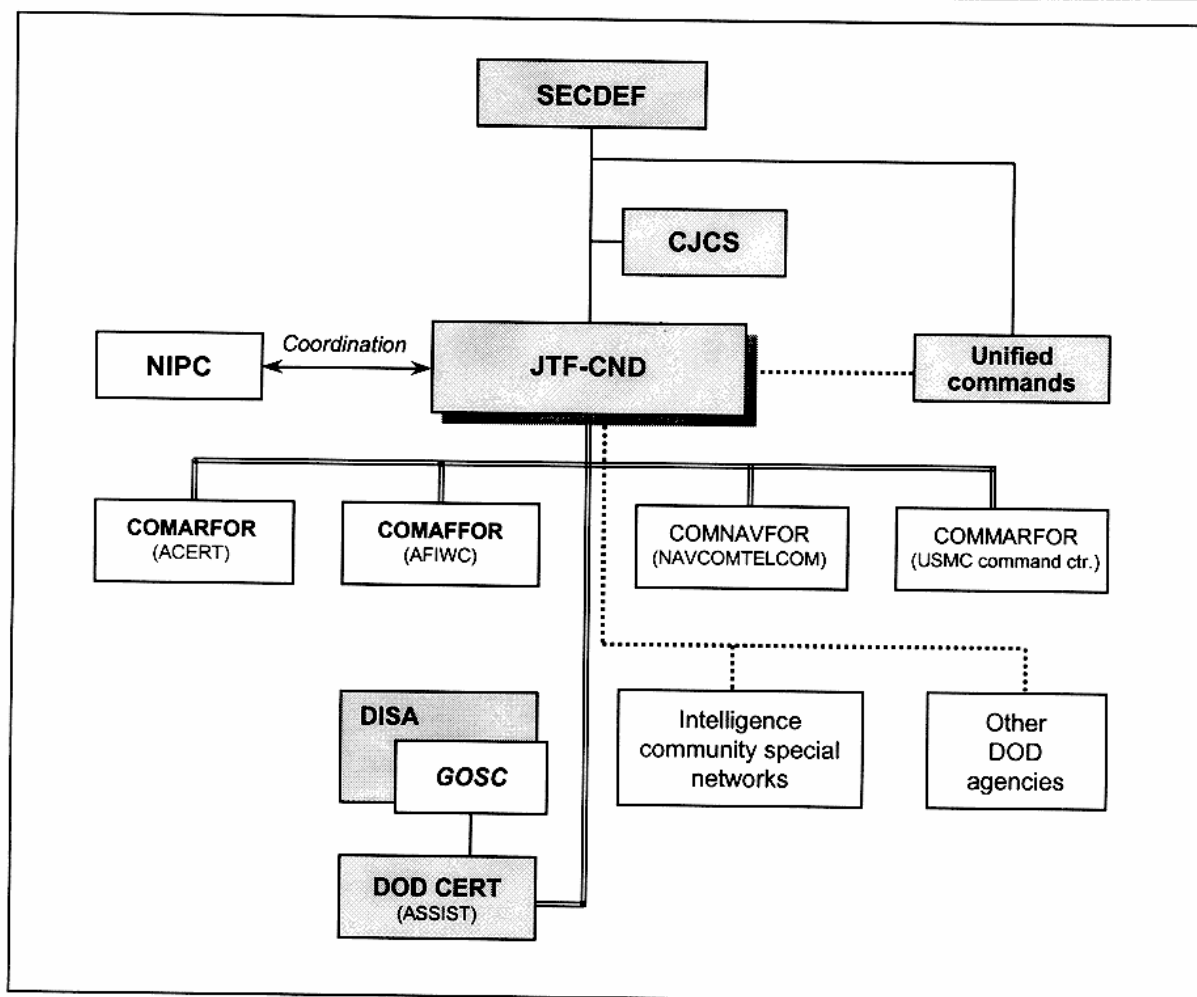 SECDEF
CJCS
NIPC
Coordination
JTF-CND
Unified
commands
COMARFOR
(ACERT)
COMAFFOR
(AFIWC)
COMNAVFOR
(NAVCOMTELCOM)
COMMARFOR
(USMC command ctr.)
DISA
GOSC
Intelligence
community special
networks
Other
DOD
agencies
DOD CERT
(ASSIST)